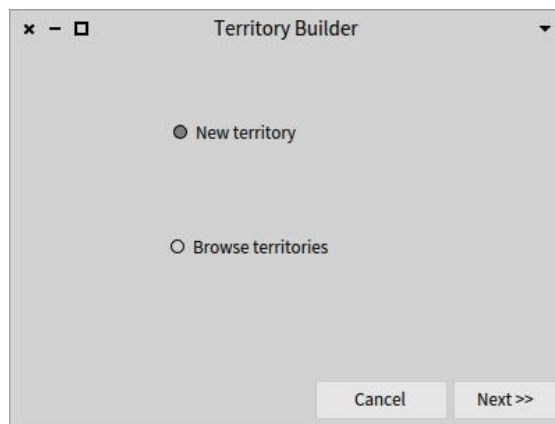 Territory Builder
New territory
Browse territories
Cancel
Next >>